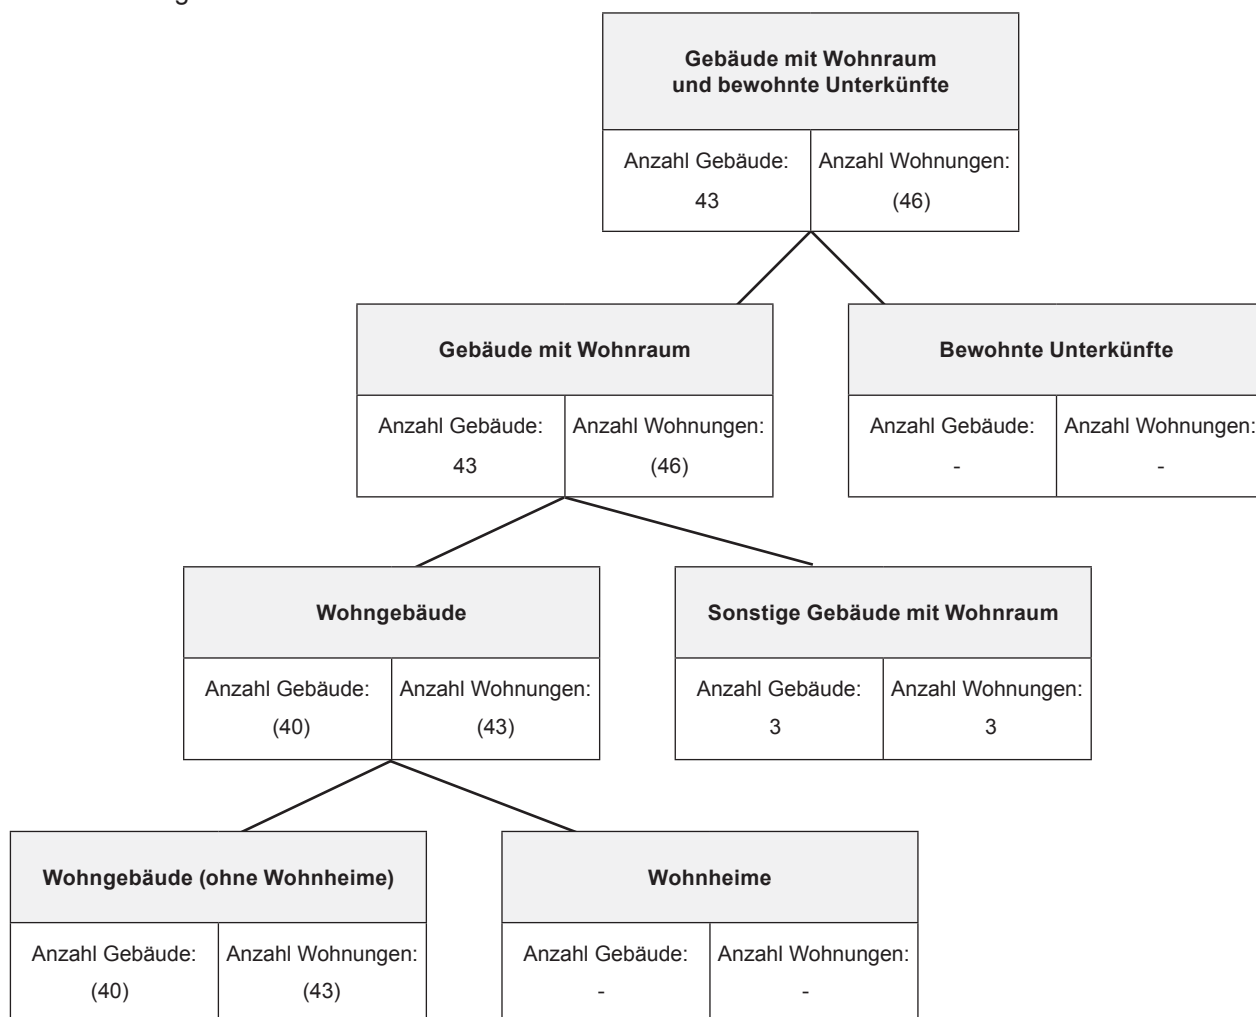 Gebäude mit Wohnraum
und bewohnte Unterkünfte
Anzahl Gebäude: Anzahl Wohnungen:
43 (46)
Gebäude mit Wohnraum
Anzahl Gebäude: Anzahl Wohnungen:
43 (46)
Bewohnte Unterkünfte
Anzahl Gebäude: Anzahl Wohnungen:
- -
Wohngebäude
Anzahl Gebäude: Anzahl Wohnungen:
(40) (43)
Sonstige Gebäude mit Wohnraum
Anzahl Gebäude: Anzahl Wohnungen:
3 3
Wohngebäude (ohne Wohnheime)
Anzahl Gebäude: Anzahl Wohnungen:
(40) (43)
Wohnheime
Anzahl Gebäude: Anzahl Wohnungen:
- -